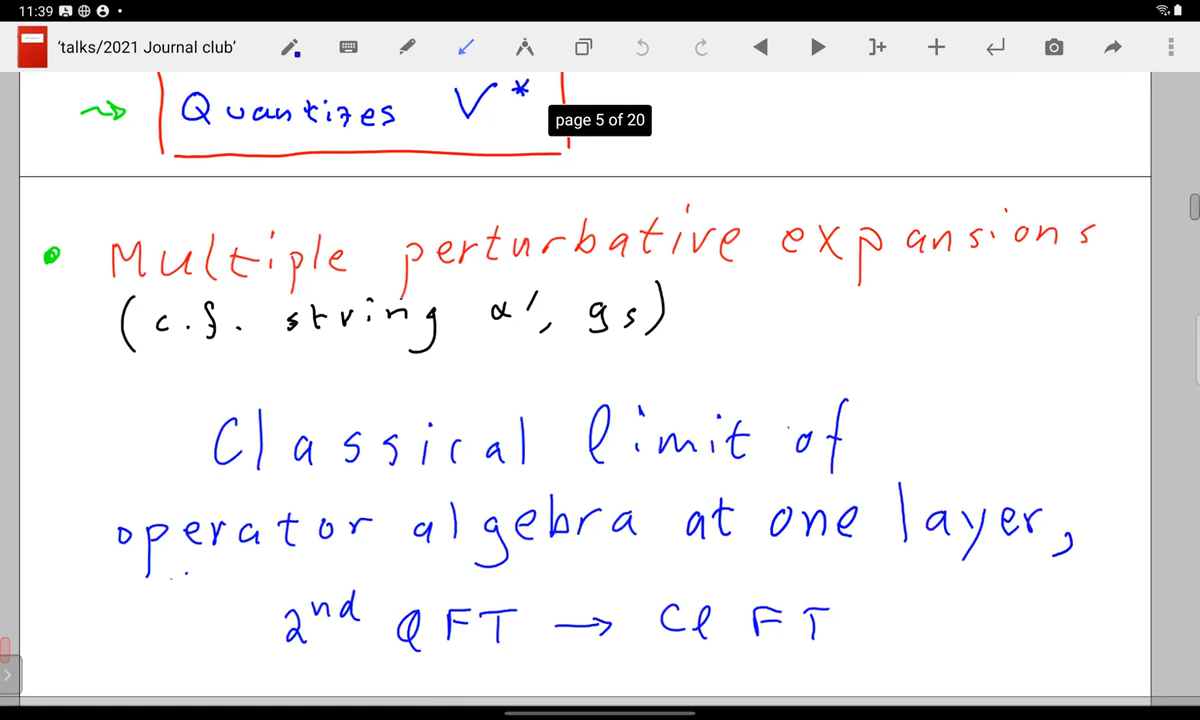 11:39
'talks/2021 Journal club'
Quantizes V*
page 5 of 20
Multiple perturbative expansions
(c.f. string α', gs)
Classical limit of
operator algebra at one layer,
2nd QFT → Cl FT